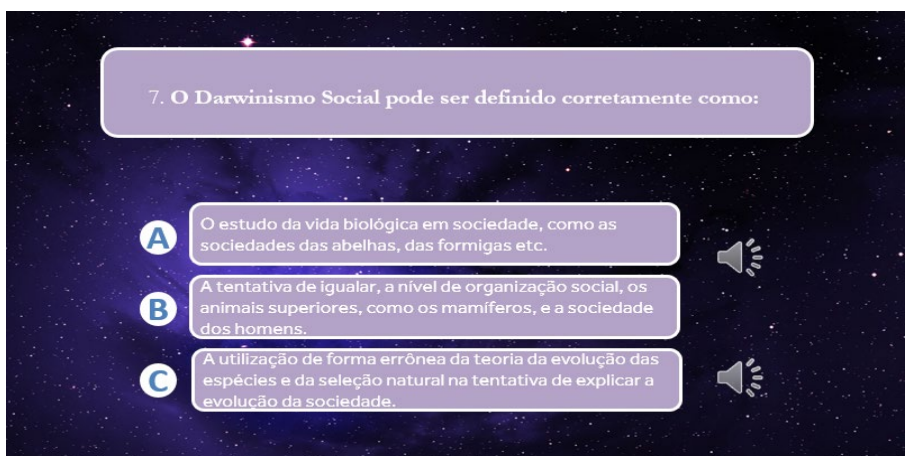 7. O Darwinismo Social pode ser definido corretamente como:
A
O estudo da vida biológica em sociedade, como as
sociedades das abelhas, das formigas etc.
B
A tentativa de igualar, a nível de organização social, os
animais superiores, como os mamíferos, e a sociedade
dos homens.
C
A utilização de forma errônea da teoria da evolução das
espécies e da seleção natural na tentativa de explicar a
evolução da sociedade.